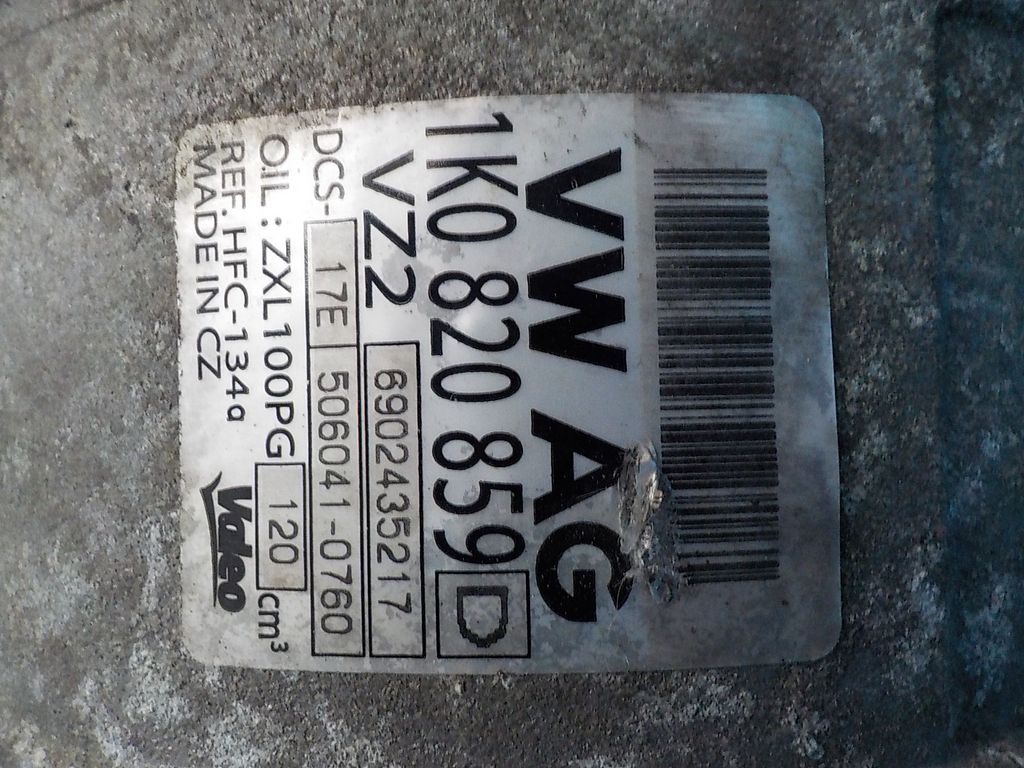 VW AG
1K0 820 859 D
VZ2 6902435217
DCS- 17E 506041-0760
OIL: ZXL100PG 120 cm³
REF.HFC-134a
MADE IN CZ
Valeo